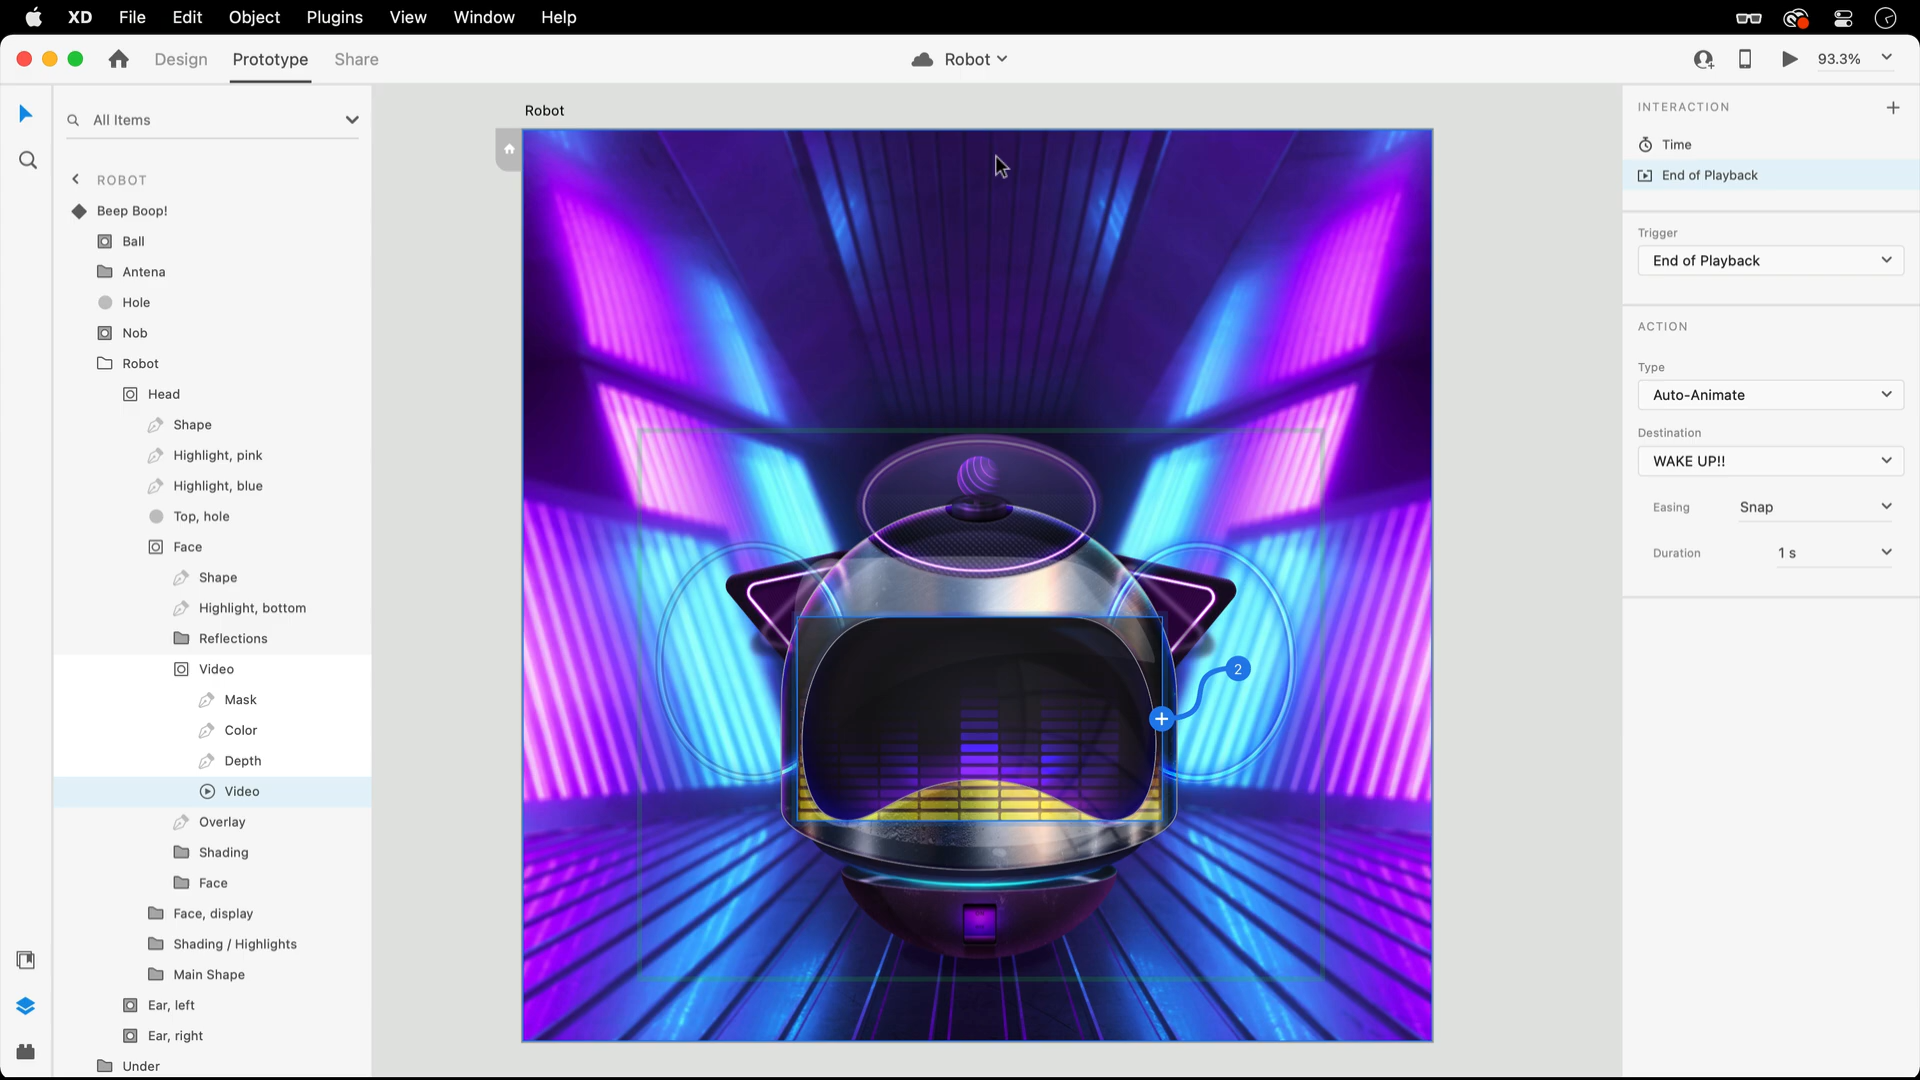 XD File Edit Object Plugins View Window Help
Design Prototype Share
Robot
93.3%
All Items
ROBOT
Beep Boop!
Ball
Antena
Hole
Nob
Robot
Head
Shape
Highlight, pink
Highlight, blue
Top, hole
Face
Shape
Highlight, bottom
Reflections
Video
Mask
Color
Depth
Video
Overlay
Shading
Face
Face, display
Shading / Highlights
Main Shape
Ear, left
Ear, right
Under
Robot
2
INTERACTION
Time
End of Playback
Trigger
End of Playback
ACTION
Type
Auto-Animate
Destination
WAKE UP!!
Easing Snap
Duration 1 s